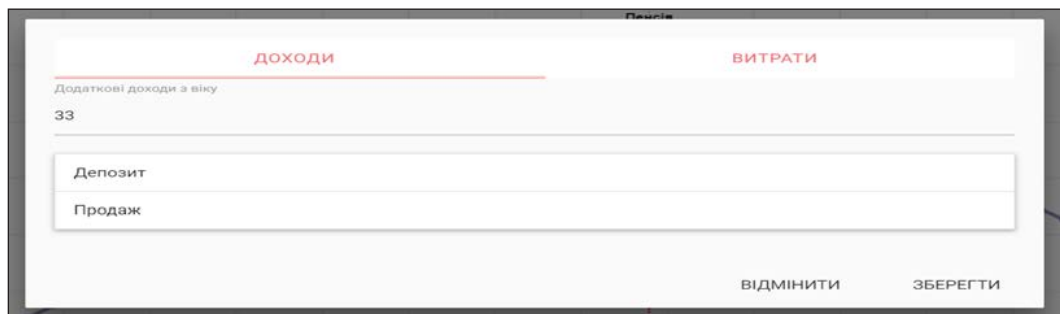 Пенсія
ДОХОДИ ВИТРАТИ
Додаткові доходи з віку
33
Депозит
Продаж
ВІДМІНИТИ ЗБЕРЕГТИ